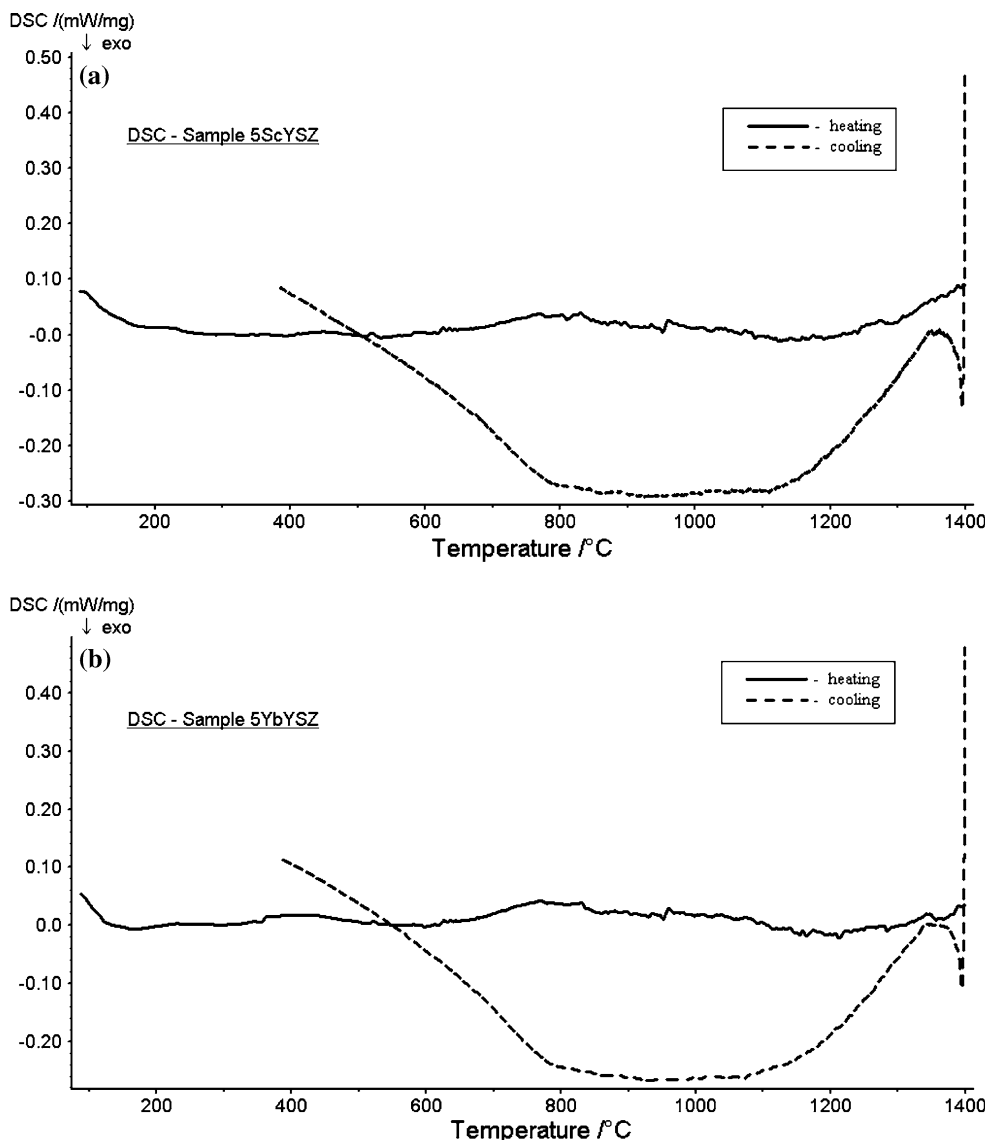 DSC /(mW/mg)
↓ exo
(a)
0.50
0.40
0.30
0.20
0.10
-0.0
-0.10
-0.20
-0.30
DSC - Sample 5ScYSZ
- heating
- cooling
200 400 600 800 1000 1200 1400
Temperature /°C
DSC /(mW/mg)
↓ exo
(b)
0.40
0.30
0.20
0.10
0.0
-0.10
-0.20
DSC - Sample 5YbYSZ
- heating
- cooling
200 400 600 800 1000 1200 1400
Temperature /°C